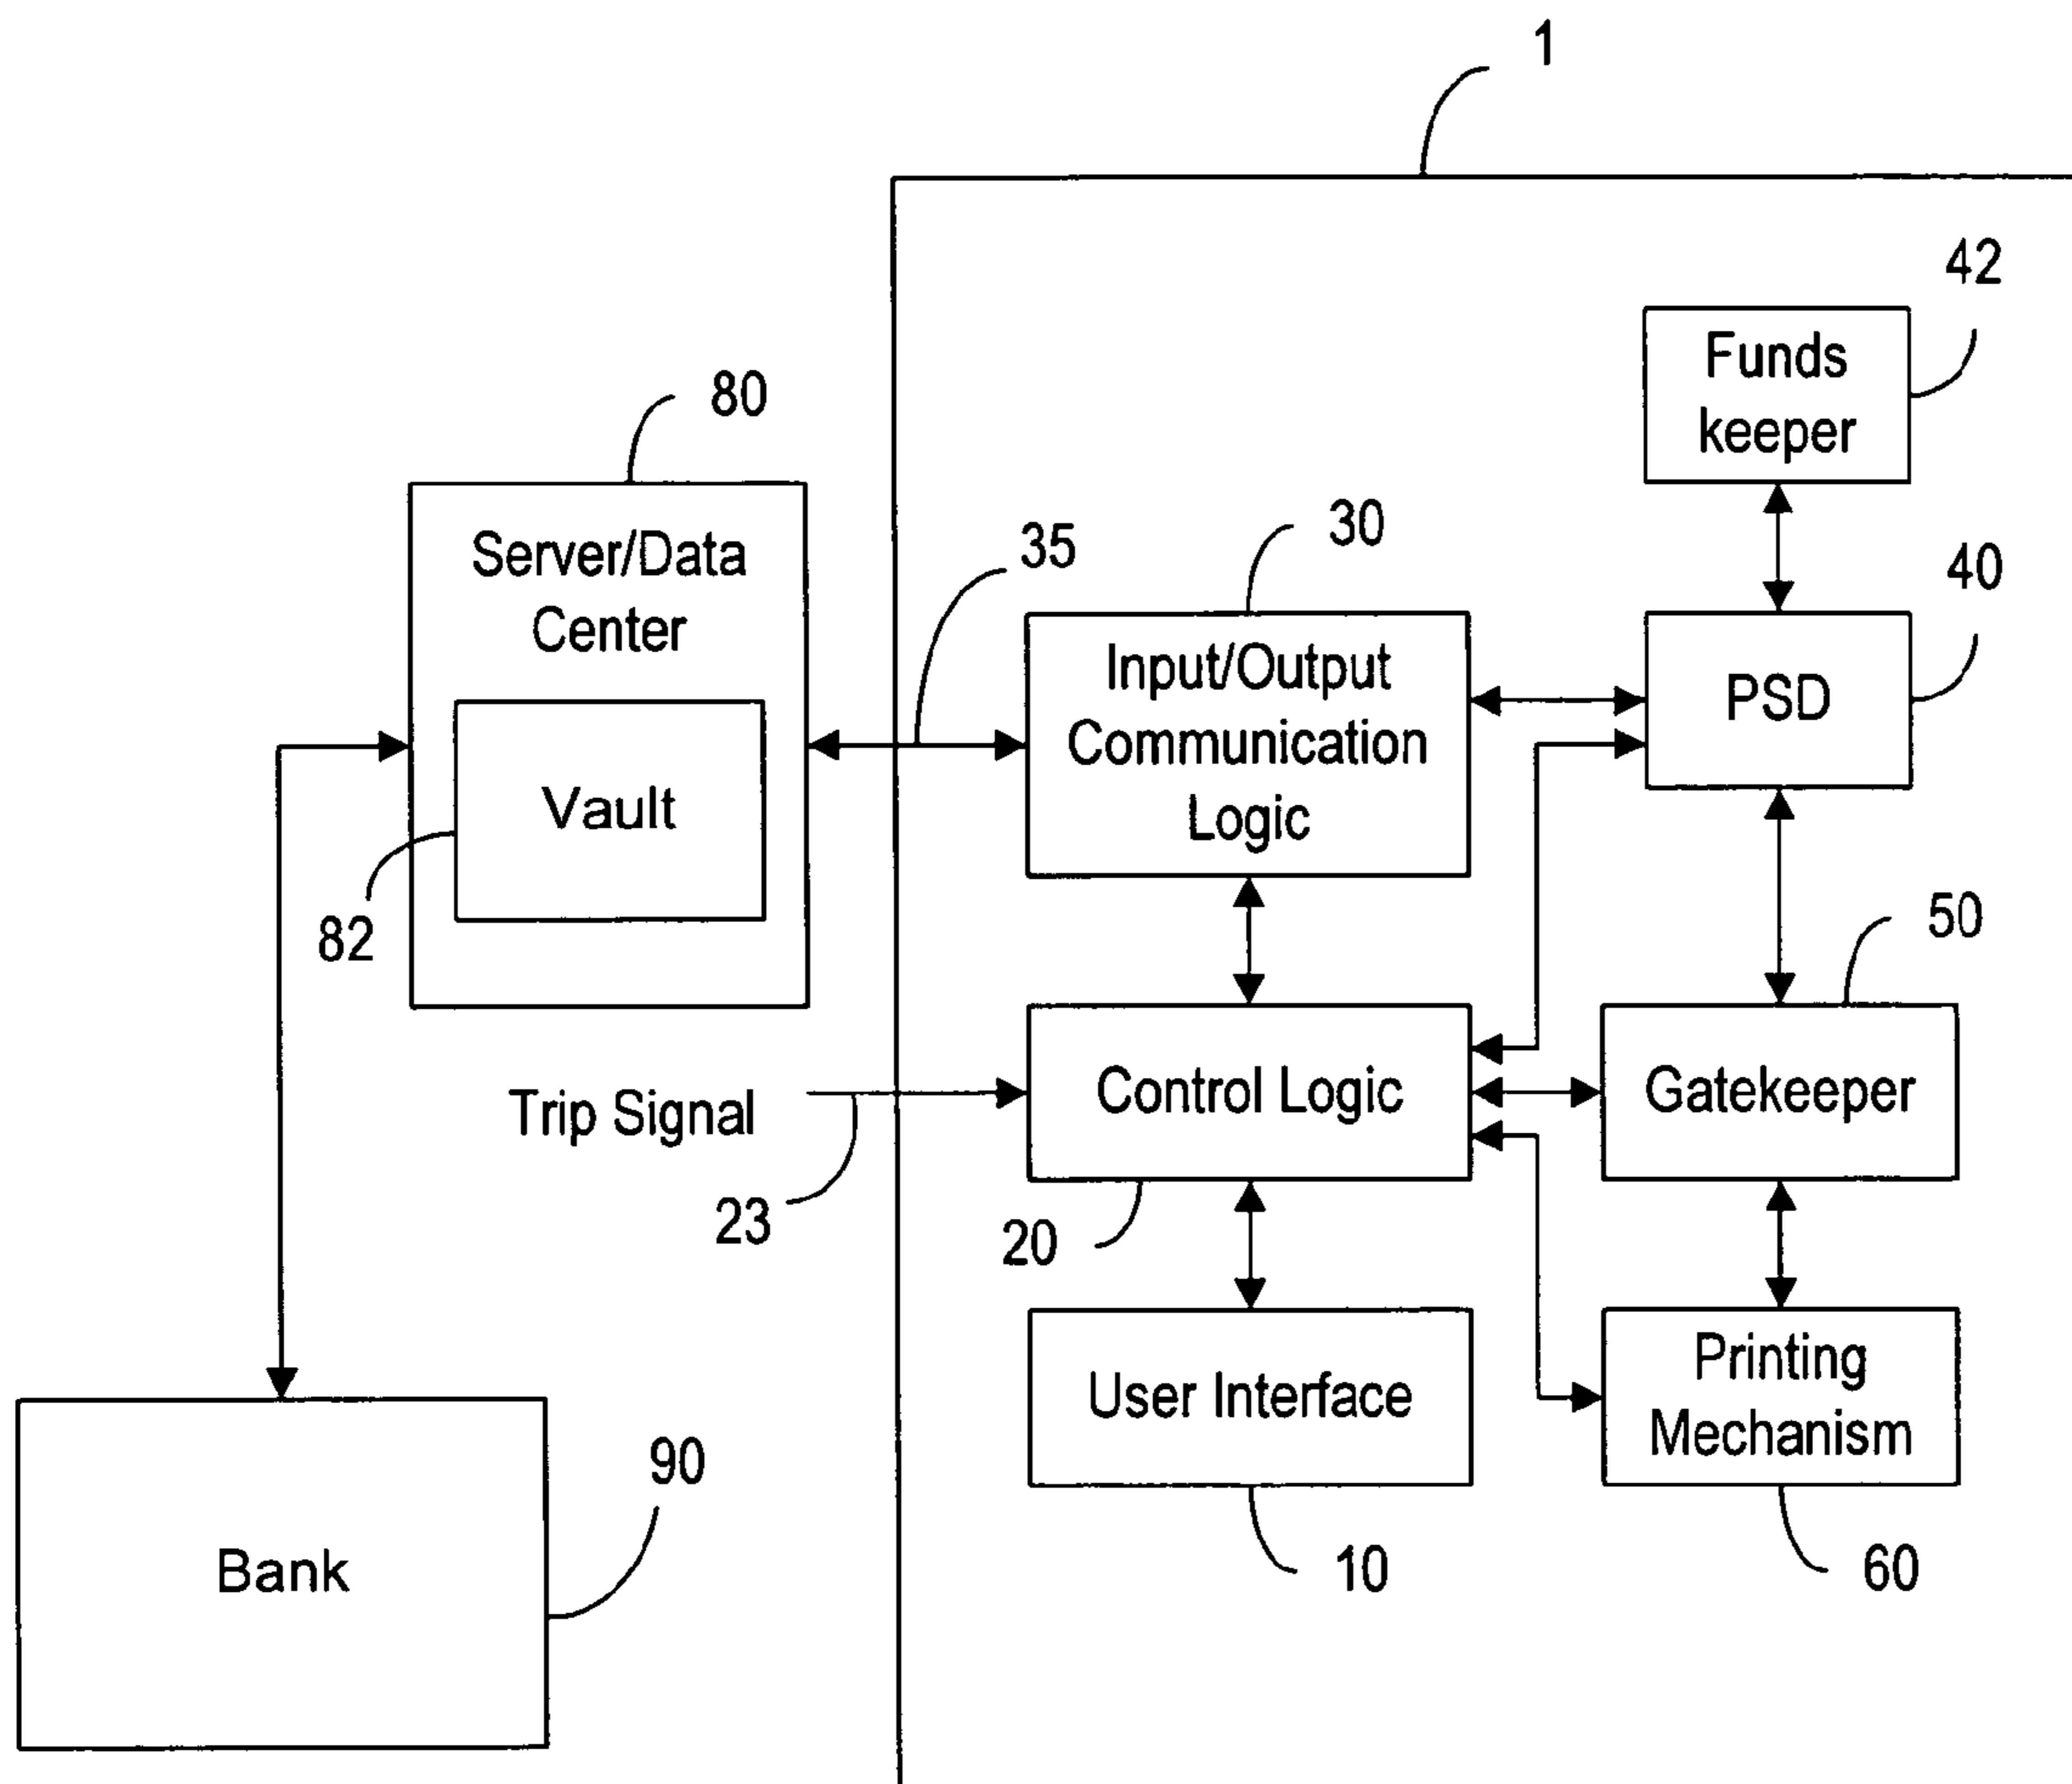 1
42
Funds
keeper
80
Server/Data
Center
35
30
40
Input/Output
Communication
Logic
PSD
Vault
82
50
Trip Signal
Control Logic
Gatekeeper
23
20
User Interface
Printing
Mechanism
90
Bank
10
60